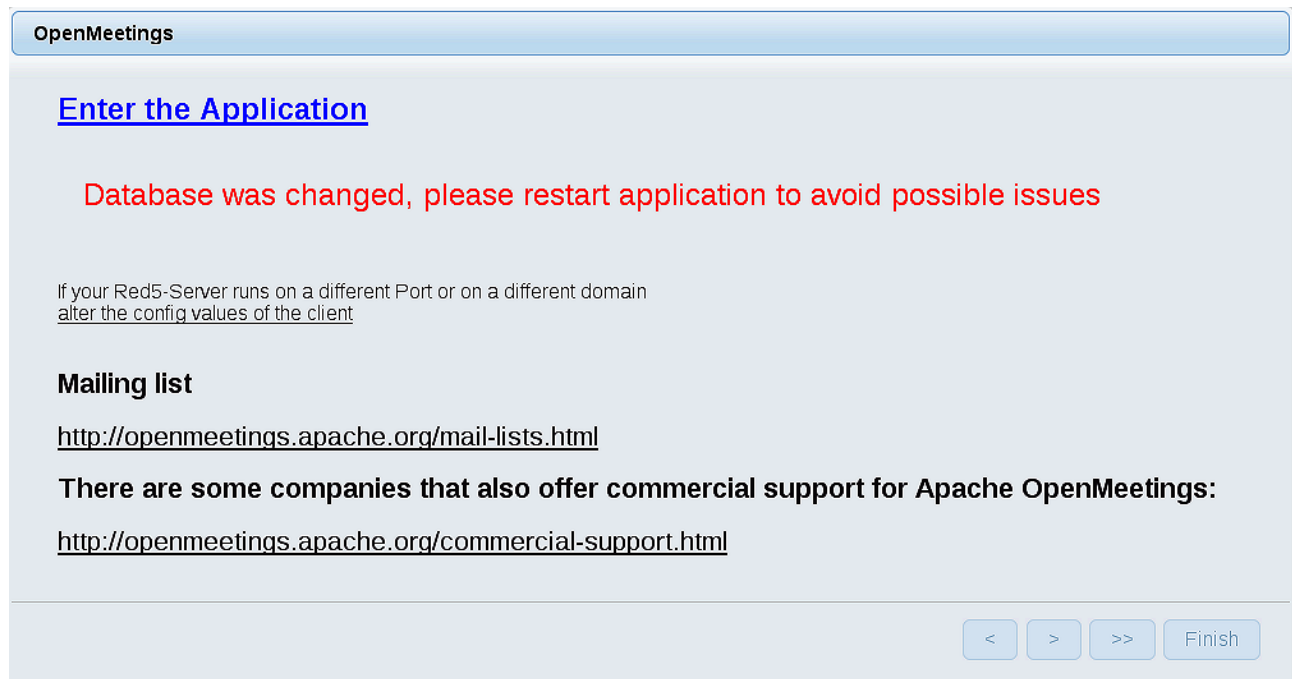 OpenMeetings
Enter the Application
Database was changed, please restart application to avoid possible issues
If your Red5-Server runs on a different Port or on a different domain
alter the config values of the client
Mailing list
http://openmeetings.apache.org/mail-lists.html
There are some companies that also offer commercial support for Apache OpenMeetings:
http://openmeetings.apache.org/commercial-support.html
< > >> Finish